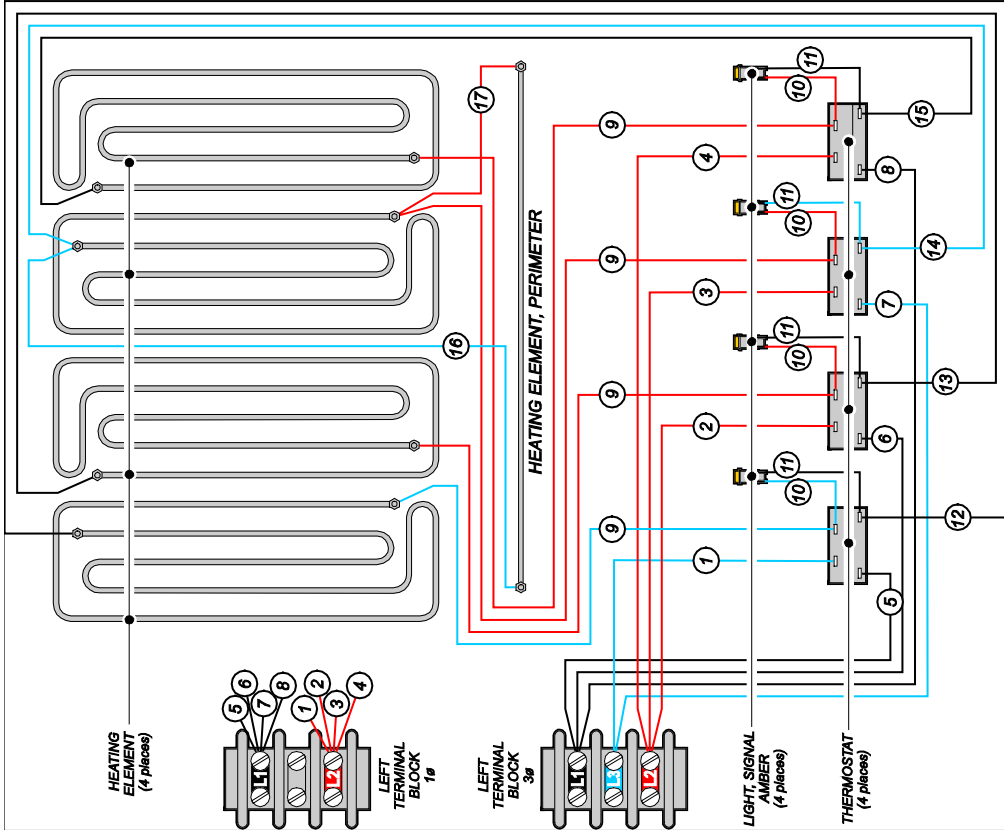 17
11
10
15
9
4
8
11
10
14
9
3
7
16
HEATING ELEMENT, PERIMETER
11
10
13
9
2
6
11
10
12
9
1
5
HEATING
ELEMENT
(4 places)
5
6
7
8
1
2
3
4
L1
L2
LEFT
TERMINAL
BLOCK
1ø
L1
L3
L2
LEFT
TERMINAL
BLOCK
3ø
LIGHT, SIGNAL
AMBER
(4 places)
THERMOSTAT
(4 places)